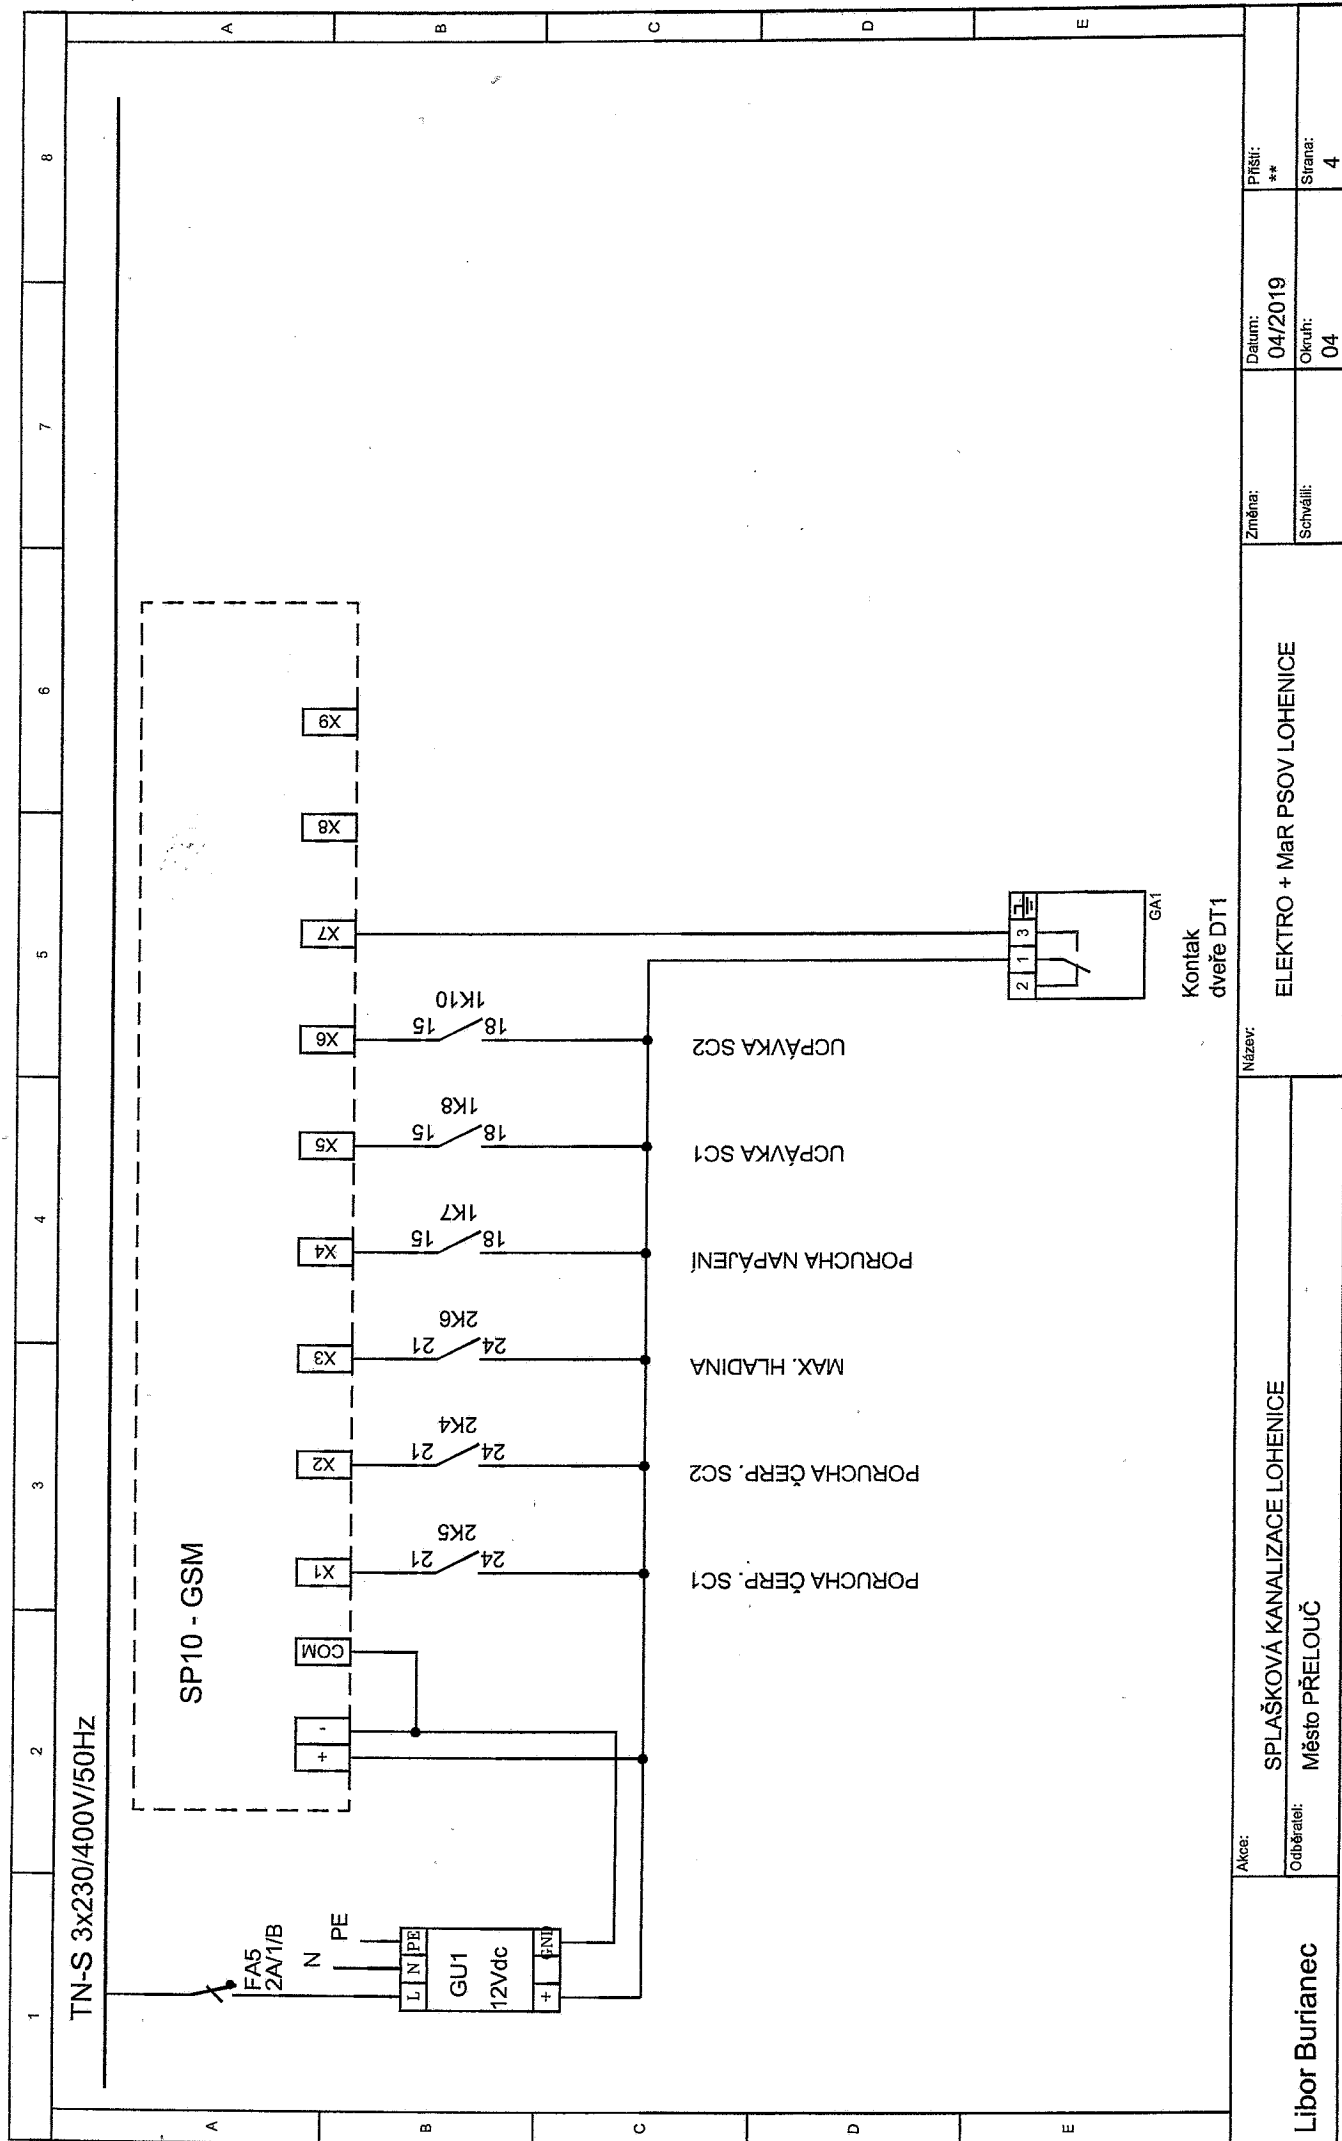 1 2 3 4 5 6 7 8
A
B
C
D
E
A
B
C
D
E
TN-S 3x230/400V/50Hz
SP10 - GSM
+
-
COM
X1
X2
X3
X4
X5
X6
X7
X8
X9
FA5
2A/1/B
N
PE
L N PE
GU1
12Vdc
+ GND
21 2K5 24
21 2K4 24
21 2K6 24
15 1K7 18
15 1K8 18
15 1K10 18
PORUCHA ČERP. SC1
PORUCHA ČERP. SC2
MAX. HLADINA
PORUCHA NAPÁJENÍ
UCPÁVKA SC1
UCPÁVKA SC2
2 1 3
GA1
Kontak
dveře DT1
Libor Burianec
Akce:
SPLAŠKOVÁ KANALIZACE LOHENICE
Odběratel:
Město PŘELOUČ
Název:
ELEKTRO + MaR PSOV LOHENICE
Změna:
Schválil:
Datum:
04/2019
Okruh:
04
Příští:
**
Strana:
4